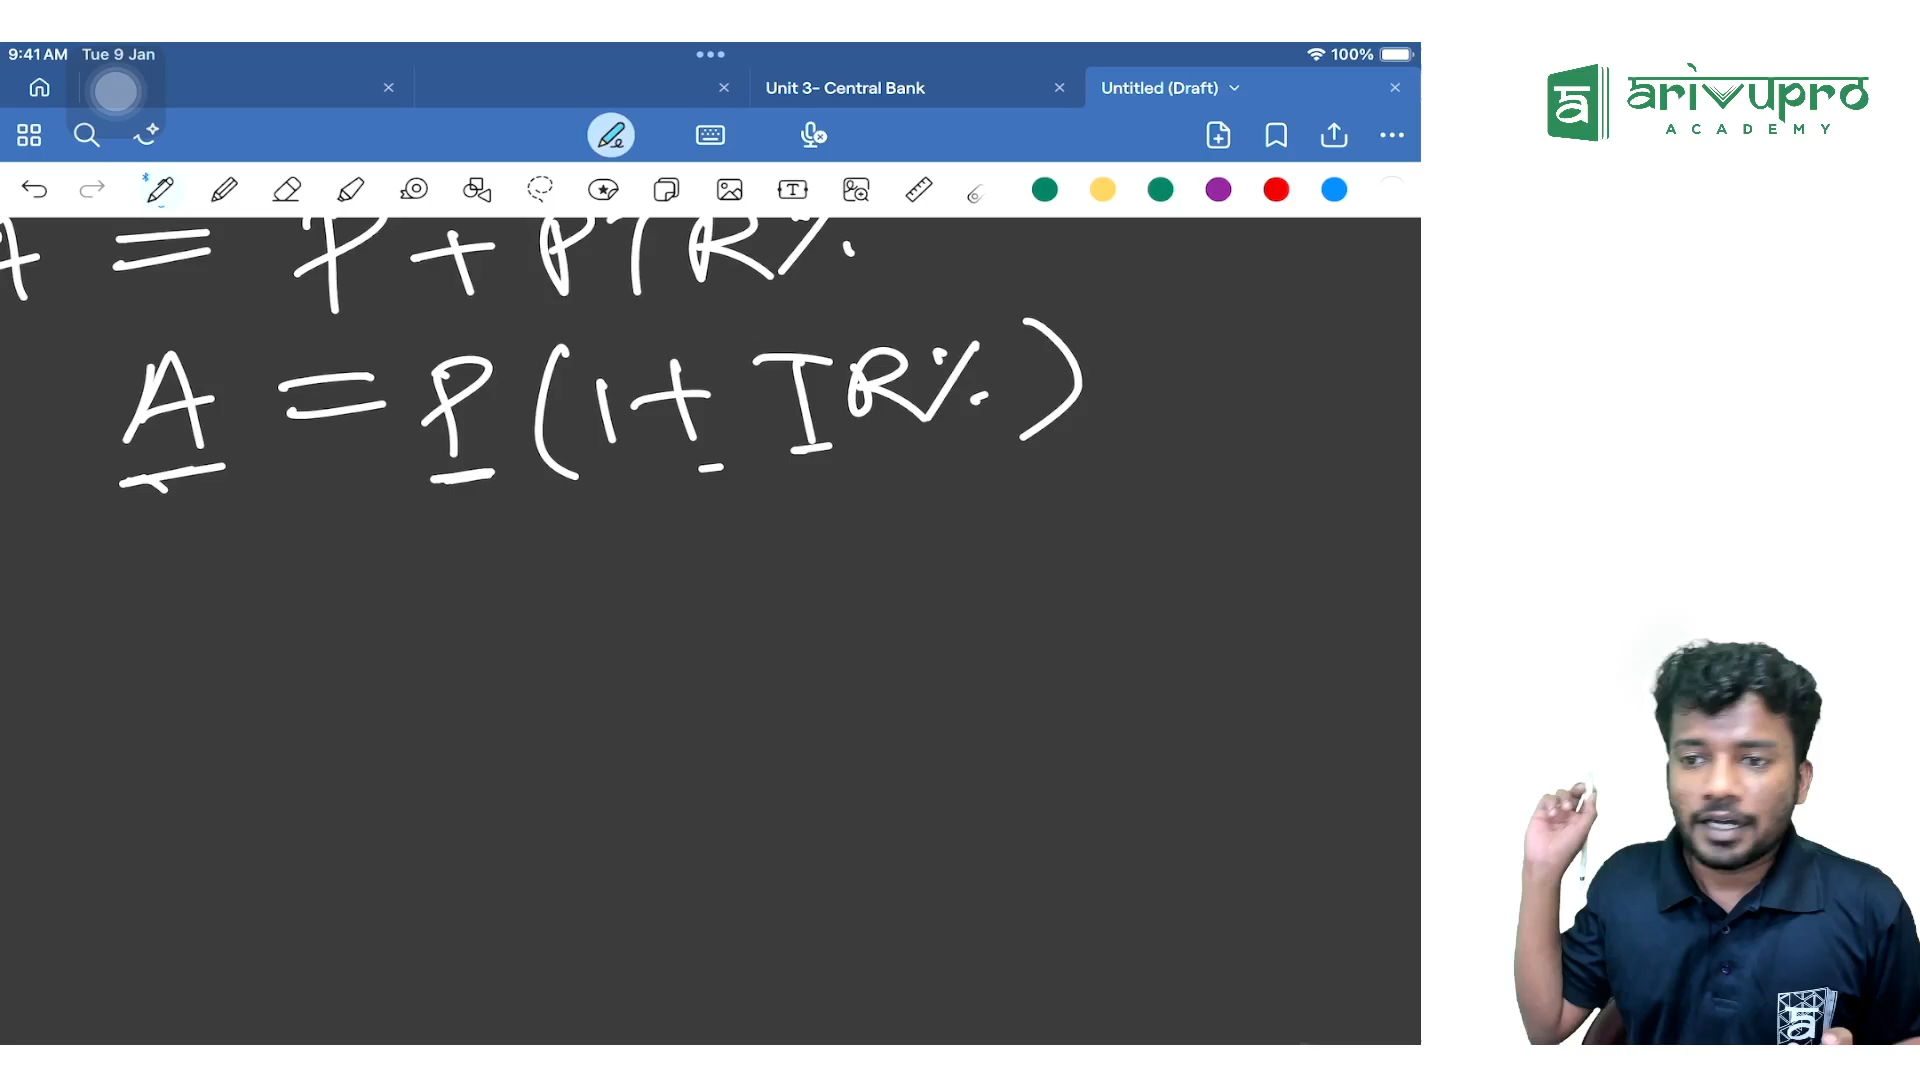 9:41 AM Tue 9 Jan
100%
Unit 3- Central Bank
Untitled (Draft)
arivupro
ACADEMY
A = P + PTR%
A = P (1 + TR%)